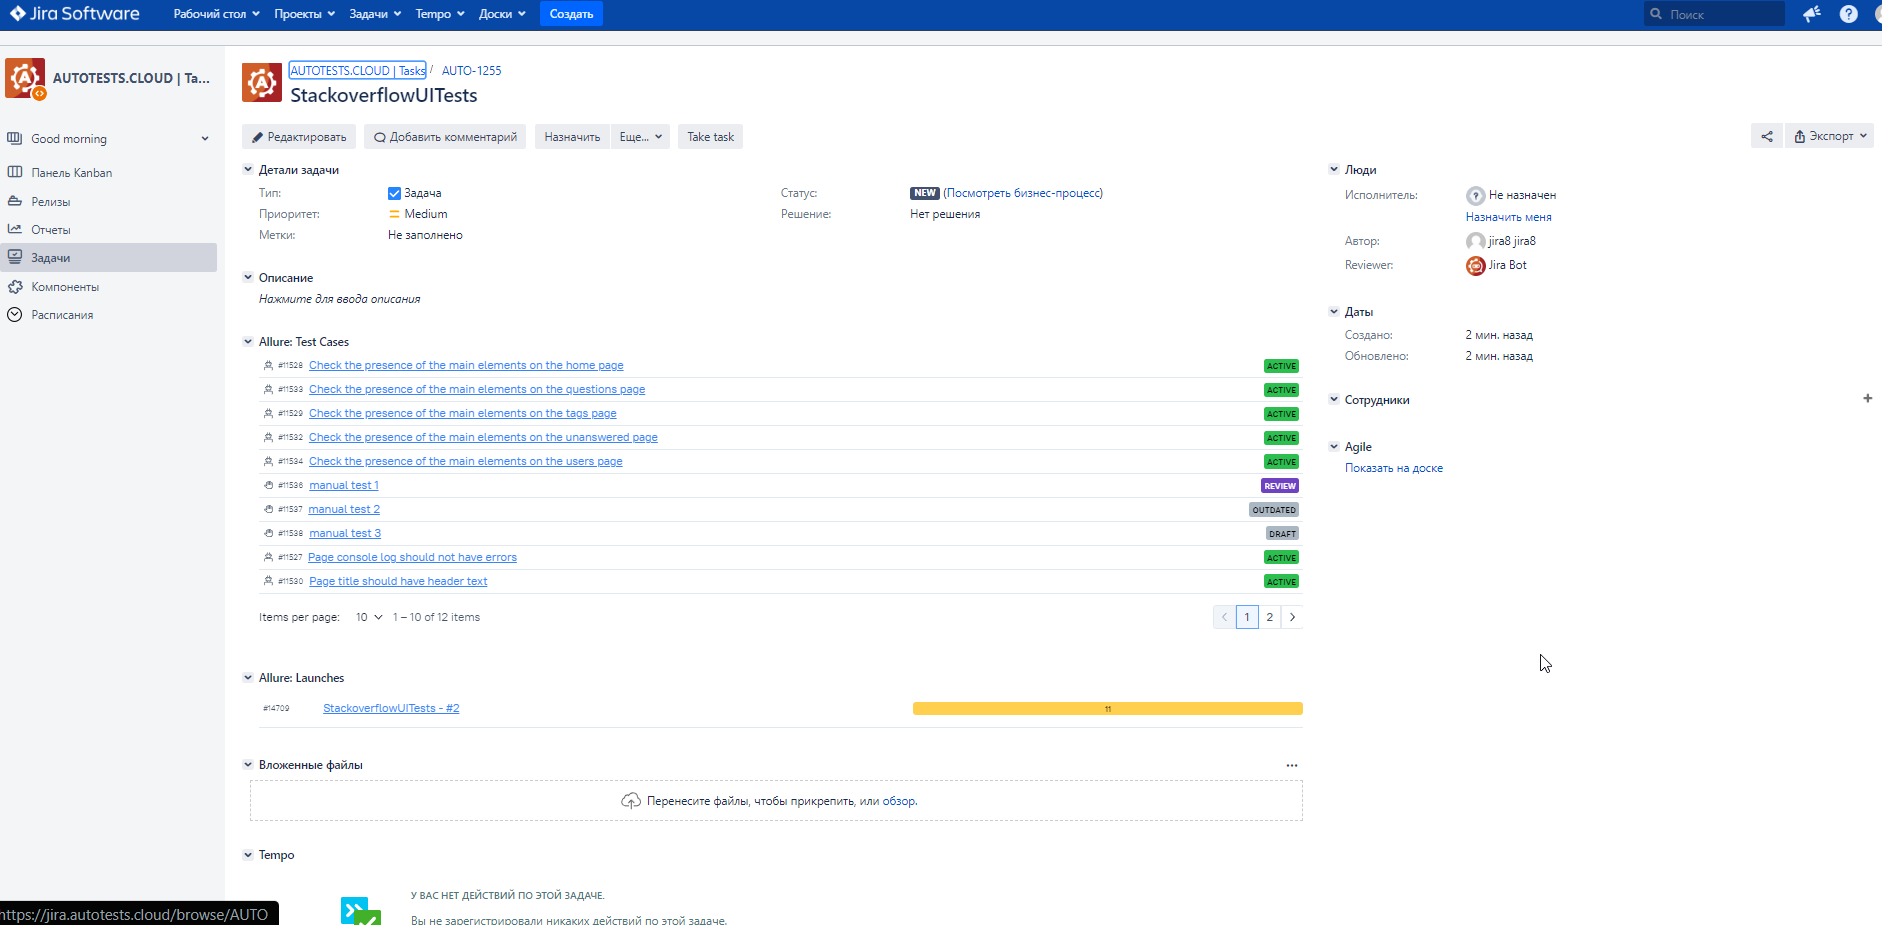 Jira Software
Рабочий стол
Проекты
Задачи
Tempo
Доски
Создать
Поиск
AUTOTESTS.CLOUD | Ta...
Good morning
Панель Kanban
Релизы
Отчеты
Задачи
Компоненты
Расписания
AUTOTESTS.CLOUD | Tasks / AUTO-1255
StackoverflowUITests
Редактировать
Добавить комментарий
Назначить
Еще...
Take task
Экспорт
Детали задачи
Тип: Задача
Приоритет: Medium
Метки: Не заполнено
Статус: NEW (Посмотреть бизнес-процесс)
Решение: Нет решения
Описание
Нажмите для ввода описания
Allure: Test Cases
#11528 Check the presence of the main elements on the home page ACTIVE
#11533 Check the presence of the main elements on the questions page ACTIVE
#11529 Check the presence of the main elements on the tags page ACTIVE
#11532 Check the presence of the main elements on the unanswered page ACTIVE
#11534 Check the presence of the main elements on the users page ACTIVE
#11536 manual test 1 REVIEW
#11537 manual test 2 OUTDATED
#11538 manual test 3 DRAFT
#11527 Page console log should not have errors ACTIVE
#11530 Page title should have header text ACTIVE
Items per page: 10 1 – 10 of 12 items
1 2
Allure: Launches
#14709 StackoverflowUITests - #2 11
Вложенные файлы
Перенесите файлы, чтобы прикрепить, или обзор.
Tempo
У ВАС НЕТ ДЕЙСТВИЙ ПО ЭТОЙ ЗАДАЧЕ.
Вы не зарегистрировали никаких действий по этой задаче.
Люди
Исполнитель: Не назначен
Назначить меня
Автор: jira8 jira8
Reviewer: Jira Bot
Даты
Создано: 2 мин. назад
Обновлено: 2 мин. назад
Сотрудники
Agile
Показать на доске
https://jira.autotests.cloud/browse/AUTO